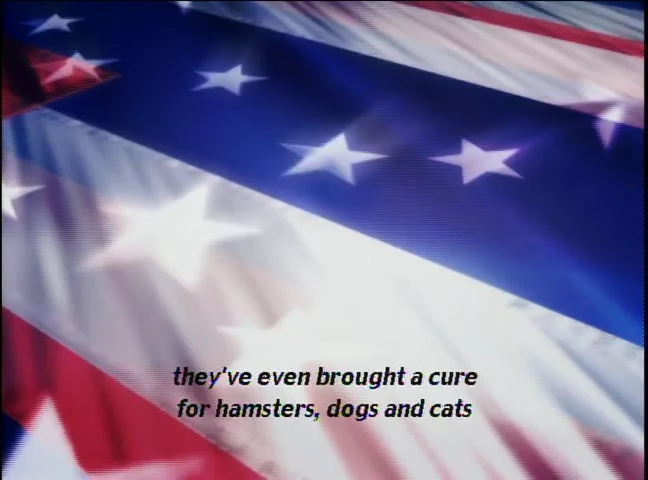 they've even brought a cure
for hamsters, dogs and cats